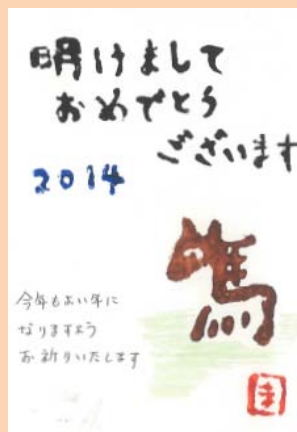 明けまして
おめでとう
ございます
2014
馬
今年もよい年に
なりますよう
お祈りいたします
ま